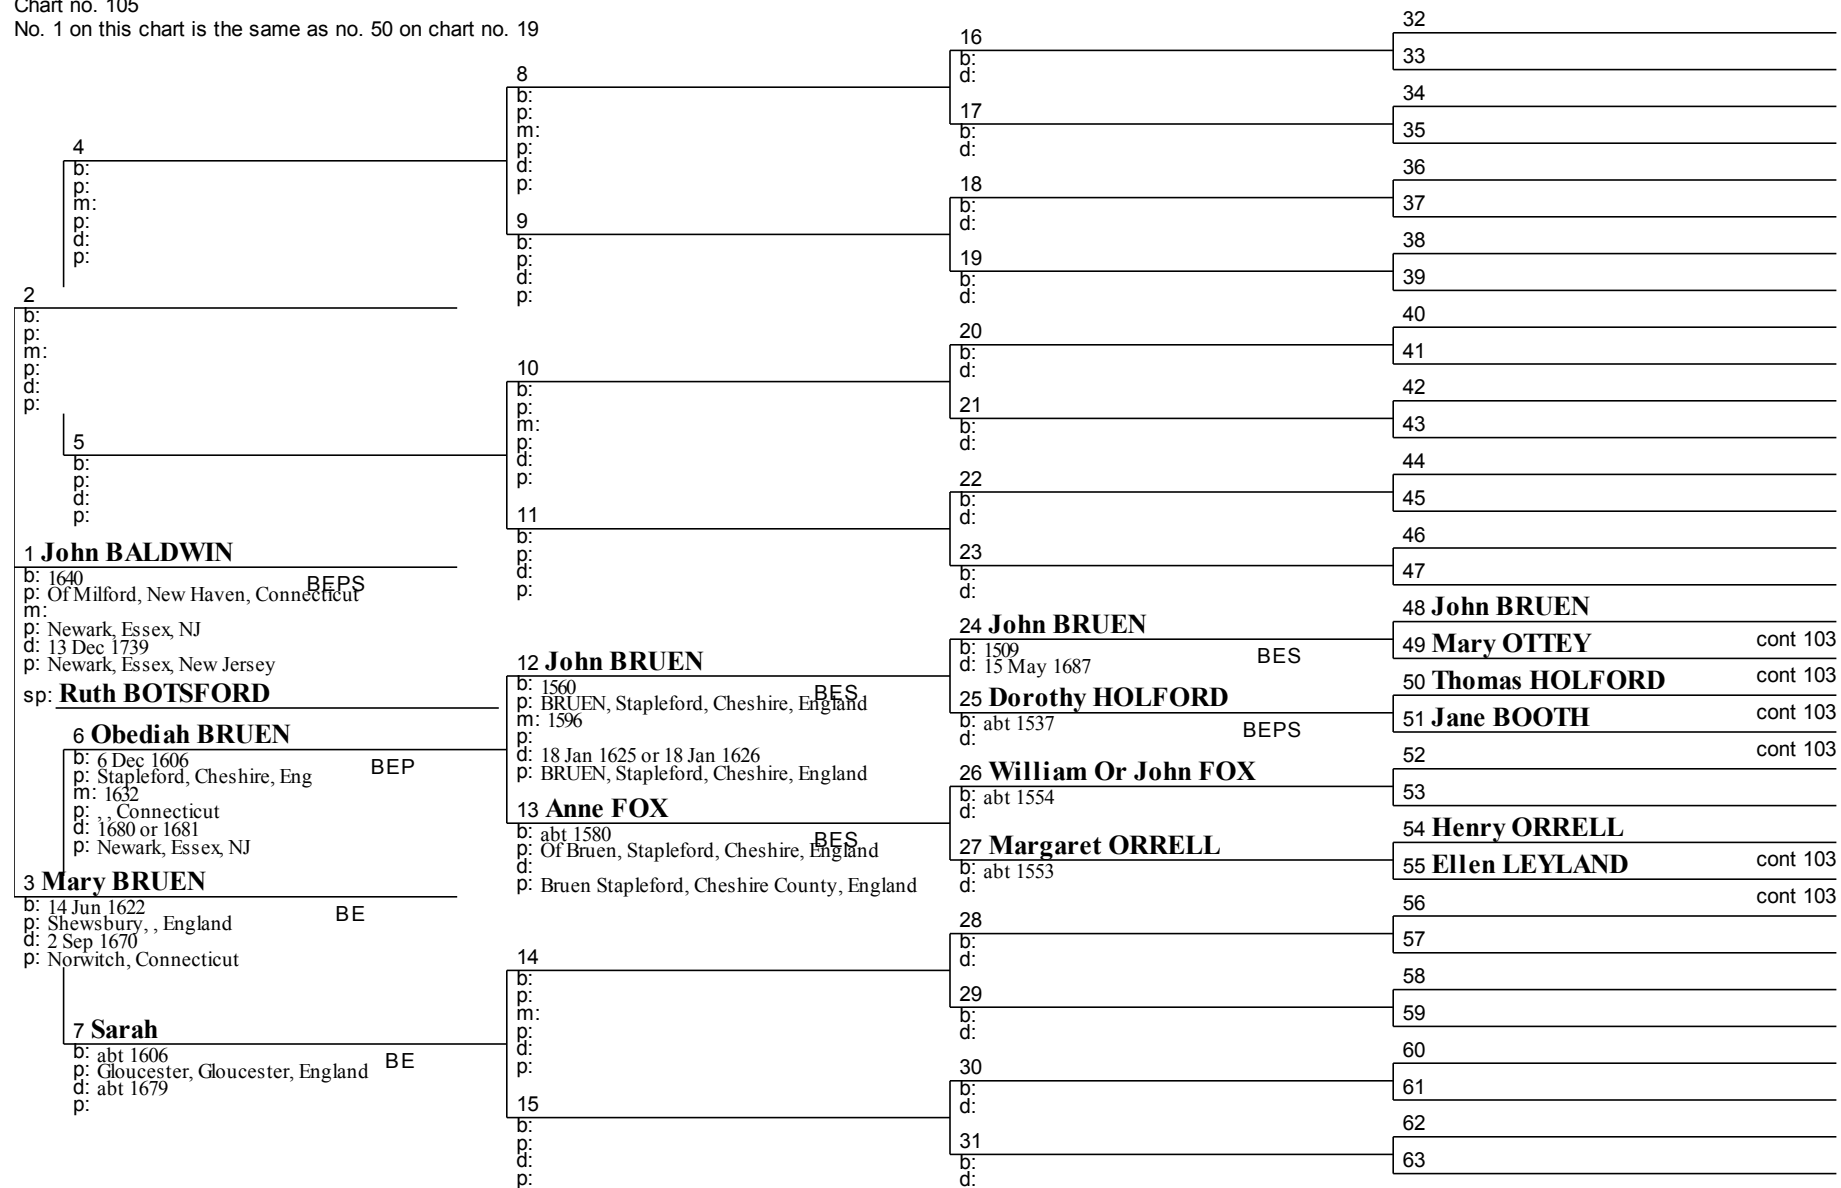 Chart no. 105
No. 1 on this chart is the same as no. 50 on chart no. 19
2
b:
p:
m:
p:
d:
p:
1 John BALDWIN
b: 1640
BEPS
p: Of Milford, New Haven, Connecticut
m:
p: Newark, Essex, NJ
d: 13 Dec 1739
p: Newark, Essex, New Jersey
sp: Ruth BOTSFORD
3 Mary BRUEN
b: 14 Jun 1622
BE
p: Shewsbury, , England
d: 2 Sep 1670
p: Norwitch, Connecticut
4
b:
p:
m:
p:
d:
p:
5
b:
p:
d:
p:
6 Obediah BRUEN
b: 6 Dec 1606
BEP
p: Stapleford, Cheshire, Eng
m: 1632
p: , , Connecticut
d: 1680 or 1681
p: Newark, Essex, NJ
7 Sarah
b: abt 1606
BE
p: Gloucester, Gloucester, England
d: abt 1679
p:
8
b:
p:
m:
p:
d:
p:
9
b:
p:
d:
p:
10
b:
p:
m:
p:
d:
p:
11
b:
p:
d:
p:
12 John BRUEN
b: 1560
BES
p: BRUEN, Stapleford, Cheshire, England
m: 1596
p:
d: 18 Jan 1625 or 18 Jan 1626
p: BRUEN, Stapleford, Cheshire, England
13 Anne FOX
b: abt 1580
BES
p: Of Bruen, Stapleford, Cheshire, England
d:
p: Bruen Stapleford, Cheshire County, England
14
b:
p:
m:
p:
d:
p:
15
b:
p:
d:
p:
16
b:
d:
17
b:
d:
18
b:
d:
19
b:
d:
20
b:
d:
21
b:
d:
22
b:
d:
23
b:
d:
24 John BRUEN
b: 1509
BES
d: 15 May 1687
25 Dorothy HOLFORD
b: abt 1537
BEPS
d:
26 William Or John FOX
b: abt 1554
d:
27 Margaret ORRELL
b: abt 1553
d:
28
b:
d:
29
b:
d:
30
b:
d:
31
b:
d:
32
33
34
35
36
37
38
39
40
41
42
43
44
45
46
47
48 John BRUEN
cont 103
49 Mary OTTEY
cont 103
50 Thomas HOLFORD
cont 103
51 Jane BOOTH
cont 103
52
53
54 Henry ORRELL
cont 103
55 Ellen LEYLAND
cont 103
56
57
58
59
60
61
62
63